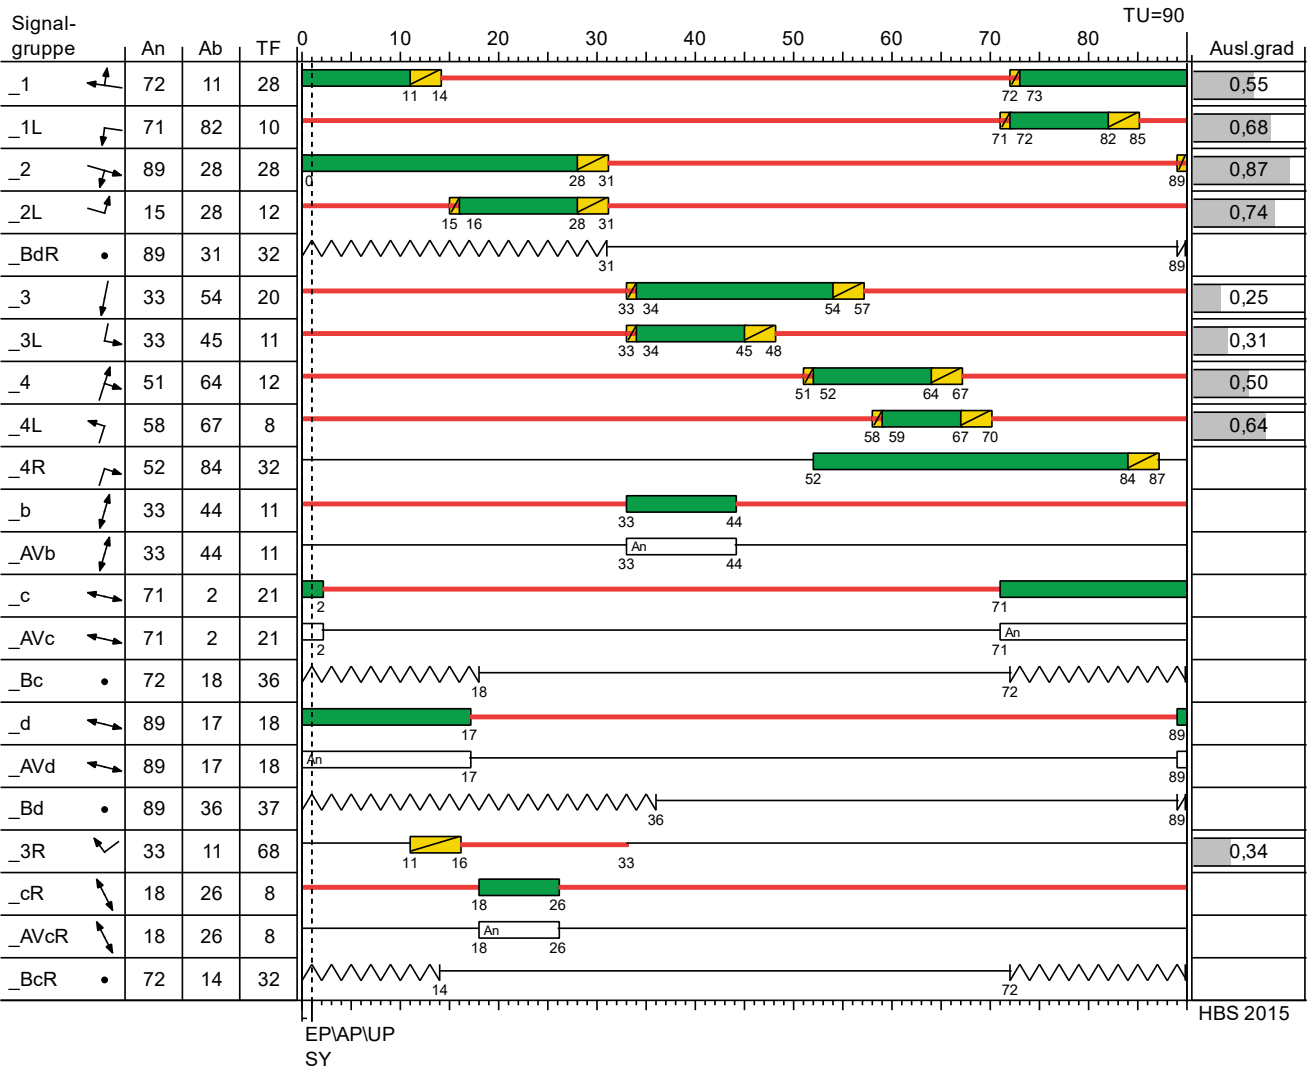 TU=90
Signal-
gruppe An Ab TF 0 10 20 30 40 50 60 70 80 Ausl.grad
_1 72 11 28 0,55
11 14 72 73
_1L 71 82 10 0,68
71 72 82 85
_2 89 28 28 0,87
0 28 31 89
_2L 15 28 12 0,74
15 16 28 31
_BdR 89 31 32
31 89
_3 33 54 20 0,25
33 34 54 57
_3L 33 45 11 0,31
33 34 45 48
_4 51 64 12 0,50
51 52 64 67
_4L 58 67 8 0,64
58 59 67 70
_4R 52 84 32
52 84 87
_b 33 44 11
33 44
_AVb 33 44 11 An
33 44
_c 71 2 21
2 71
_AVc 71 2 21 An
2 71
_Bc 72 18 36
18 72
_d 89 17 18
17 89
_AVd 89 17 18 An
17 89
_Bd 89 36 37
36 89
_3R 33 11 68 0,34
11 16 33
_cR 18 26 8
18 26
_AVcR 18 26 8 An
18 26
_BcR 72 14 32
14 72
HBS 2015
EP\AP\UP
SY